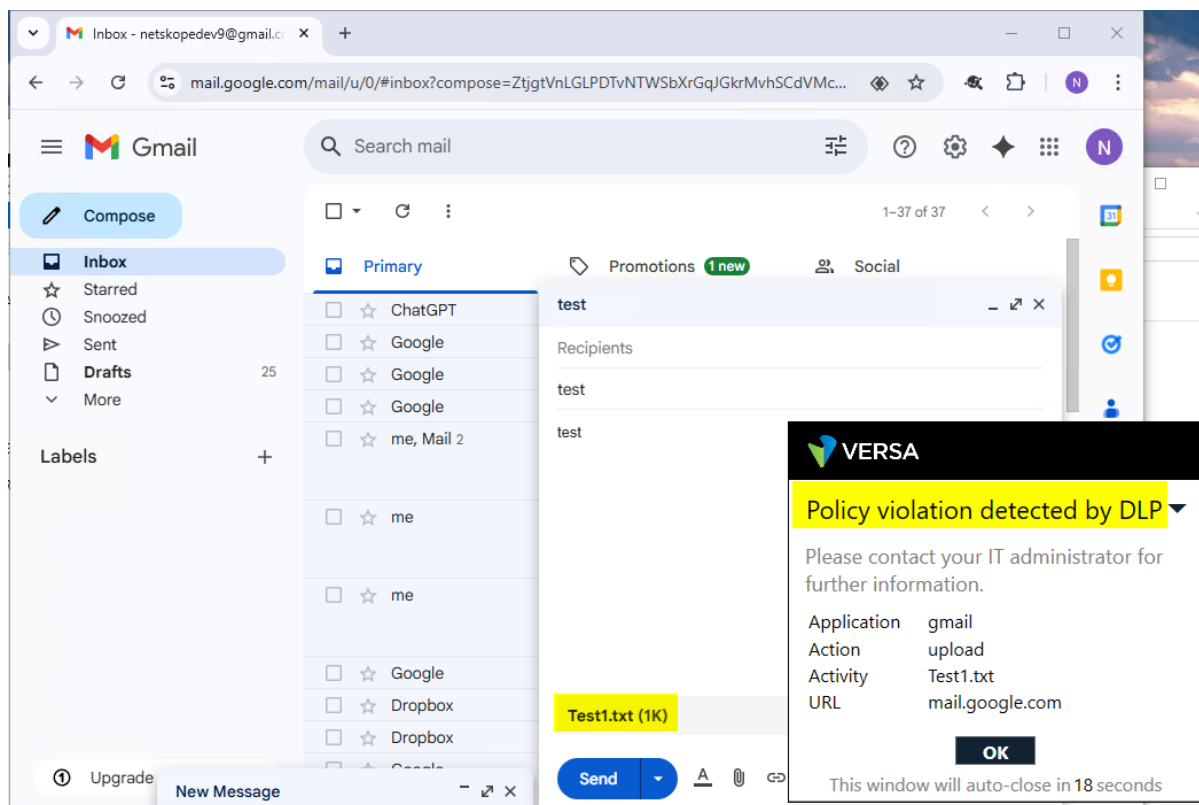 Inbox - netskopedev9@gmail.c
mail.google.com/mail/u/0/#inbox?compose=ZtjgtVnLGLPDTvNTWSbXrGqJGkrMvhSCdVMc...
N
Gmail
Search mail
N
Compose
1–37 of 37
31
Inbox
Starred
Snoozed
Sent
Drafts 25
More
Labels
Primary
Promotions 1 new
Social
ChatGPT
Google
Google
Google
me, Mail 2
me
me
Google
Dropbox
Dropbox
Google
test
Recipients
test
test
Test1.txt (1K)
Send
A
VERSA
Policy violation detected by DLP
Please contact your IT administrator for
further information.
Application gmail
Action upload
Activity Test1.txt
URL mail.google.com
OK
This window will auto-close in 18 seconds
1 Upgrade
New Message